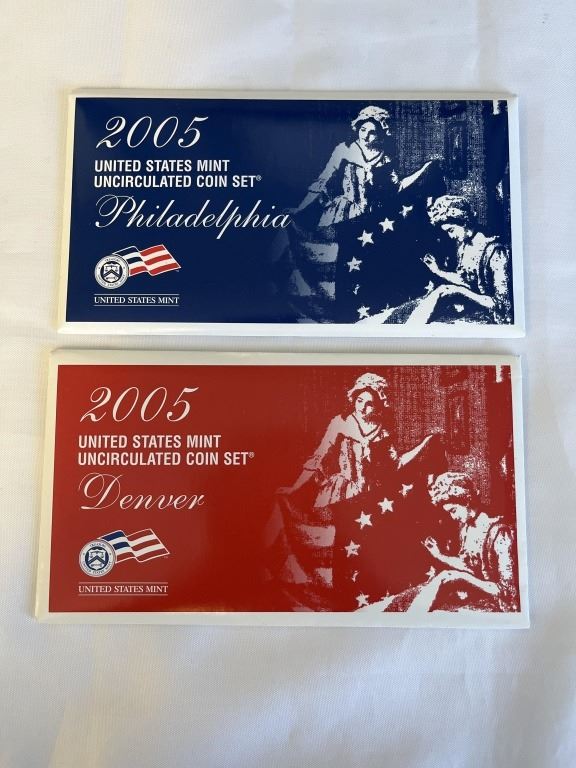 2005
UNITED STATES MINT
UNCIRCULATED COIN SET®
Philadelphia
UNITED STATES MINT
2005
UNITED STATES MINT
UNCIRCULATED COIN SET®
Denver
UNITED STATES MINT